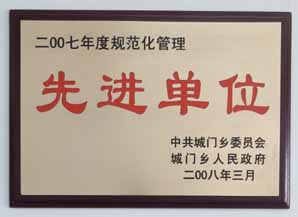 二00七年度规范化管理
先进单位
中共城门乡委员会
城门乡人民政府
二00八年三月